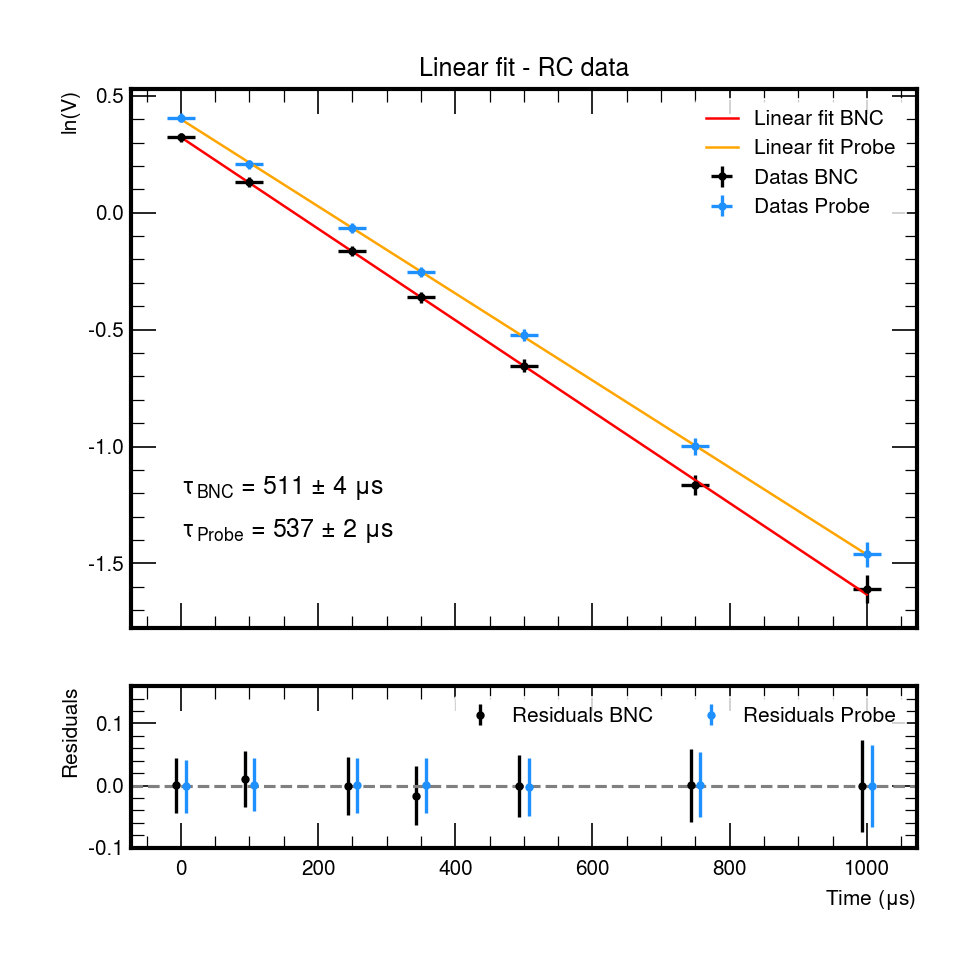 Linear fit - RC data
ln(V)
0.5
0.0
-0.5
-1.0
-1.5
Linear fit BNC
Linear fit Probe
Datas BNC
Datas Probe
τ BNC = 511 ± 4 µs
τ Probe = 537 ± 2 µs
Residuals
0.1
0.0
-0.1
Residuals BNC Residuals Probe
0 200 400 600 800 1000
Time (µs)